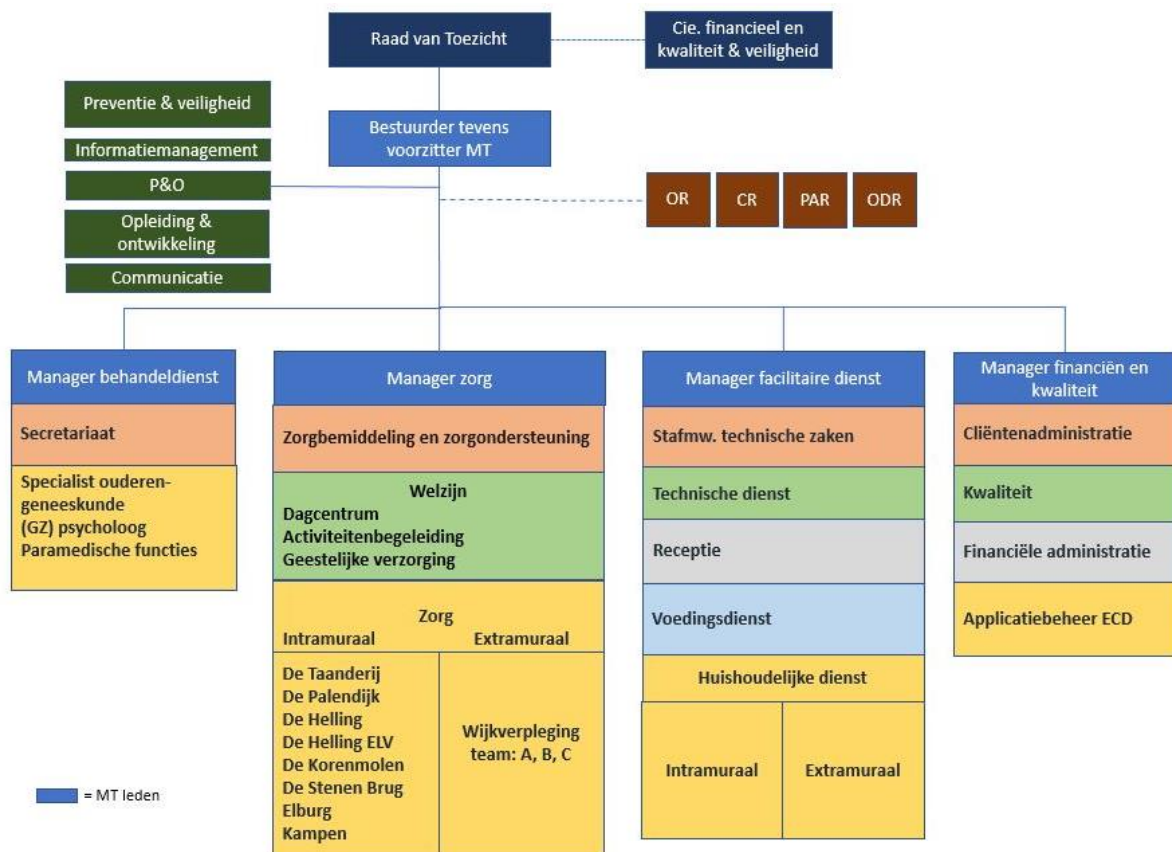 Raad van Toezicht
Cie. financieel en
kwaliteit & veiligheid
Preventie & veiligheid
Informatiemanagement
P&O
Opleiding &
ontwikkeling
Communicatie
Bestuurder tevens
voorzitter MT
OR
CR
PAR
ODR
Manager behandeldienst
Secretariaat
Specialist ouderen-
geneeskunde
(GZ) psycholoog
Paramedische functies
Manager zorg
Zorgbemiddeling en zorgondersteuning
Welzijn
Dagcentrum
Activiteitenbegeleiding
Geestelijke verzorging
Zorg
Intramuraal
Extramuraal
De Taanderij
De Palendijk
De Helling
De Helling ELV
De Korenmolen
De Stenen Brug
Elburg
Kampen
Wijkverpleging
team: A, B, C
Manager facilitaire dienst
Stafmw. technische zaken
Technische dienst
Receptie
Voedingsdienst
Huishoudelijke dienst
Intramuraal
Extramuraal
Manager financiën en
kwaliteit
Cliëntenadministratie
Kwaliteit
Financiële administratie
Applicatiebeheer ECD
= MT leden